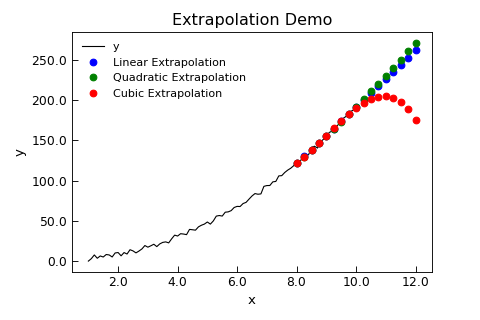 Extrapolation Demo
y
Linear Extrapolation
Quadratic Extrapolation
Cubic Extrapolation
250.0
200.0
150.0
100.0
50.0
0.0
y
2.0 4.0 6.0 8.0 10.0 12.0
x